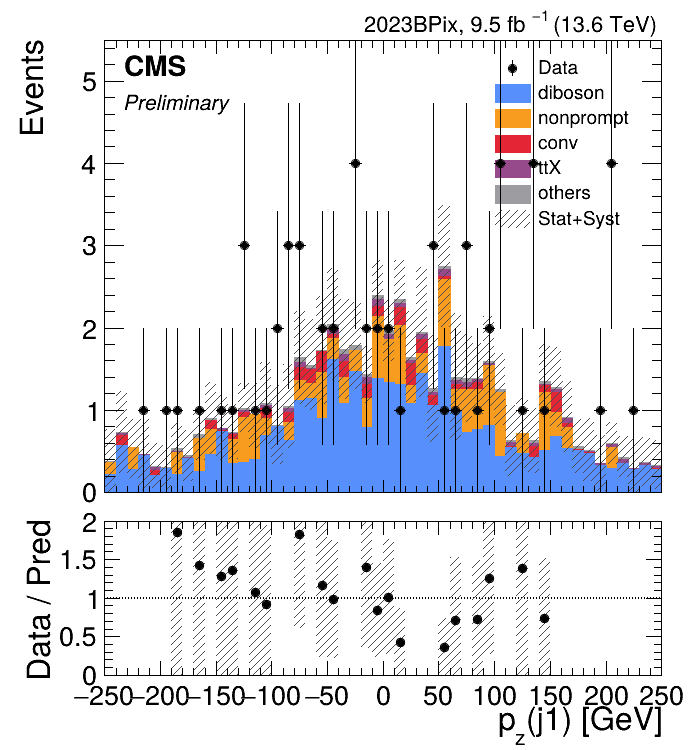 2023BPix, 9.5 fb⁻¹ (13.6 TeV)
CMS
Preliminary
Events
5
4
3
2
1
0
Data
diboson
nonprompt
conv
ttX
others
Stat+Syst
Data / Pred
2
1.5
1
0.5
0
−250 −200 −150 −100 −50 0 50 100 150 200 250
p_z(j1) [GeV]